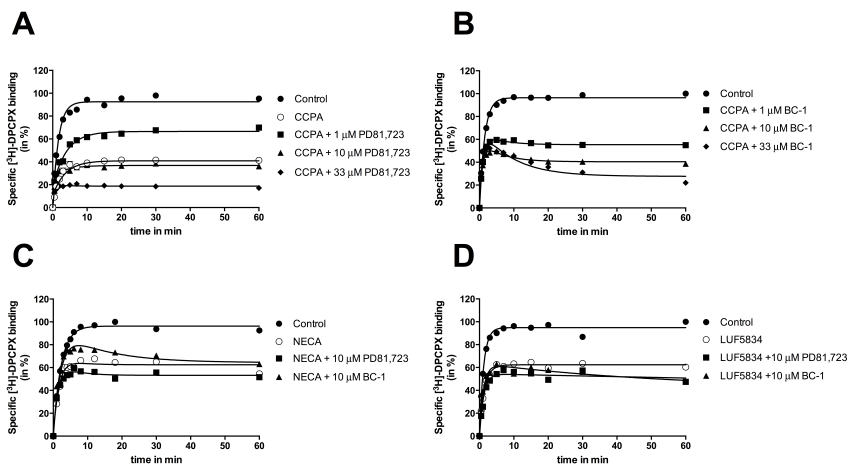 A
Specific [³H]-DPCPX binding
(in %)
120
100
80
60
40
20
0
0
10
20
30
40
50
60
time in min
Control
CCPA
CCPA + 1 µM PD81,723
CCPA + 10 µM PD81,723
CCPA + 33 µM PD81,723
B
Specific [³H]-DPCPX binding
(in %)
120
100
80
60
40
20
0
0
10
20
30
40
50
60
time in min
Control
CCPA + 1 µM BC-1
CCPA + 10 µM BC-1
CCPA + 33 µM BC-1
C
Specific [³H]-DPCPX binding
(in %)
120
100
80
60
40
20
0
0
10
20
30
40
50
60
time in min
Control
NECA
NECA + 10 µM PD81,723
NECA + 10 µM BC-1
D
Specific [³H]-DPCPX binding
(in %)
120
100
80
60
40
20
0
0
10
20
30
40
50
60
time in min
Control
LUF5834
LUF5834 +10 µM PD81,723
LUF5834 +10 µM BC-1